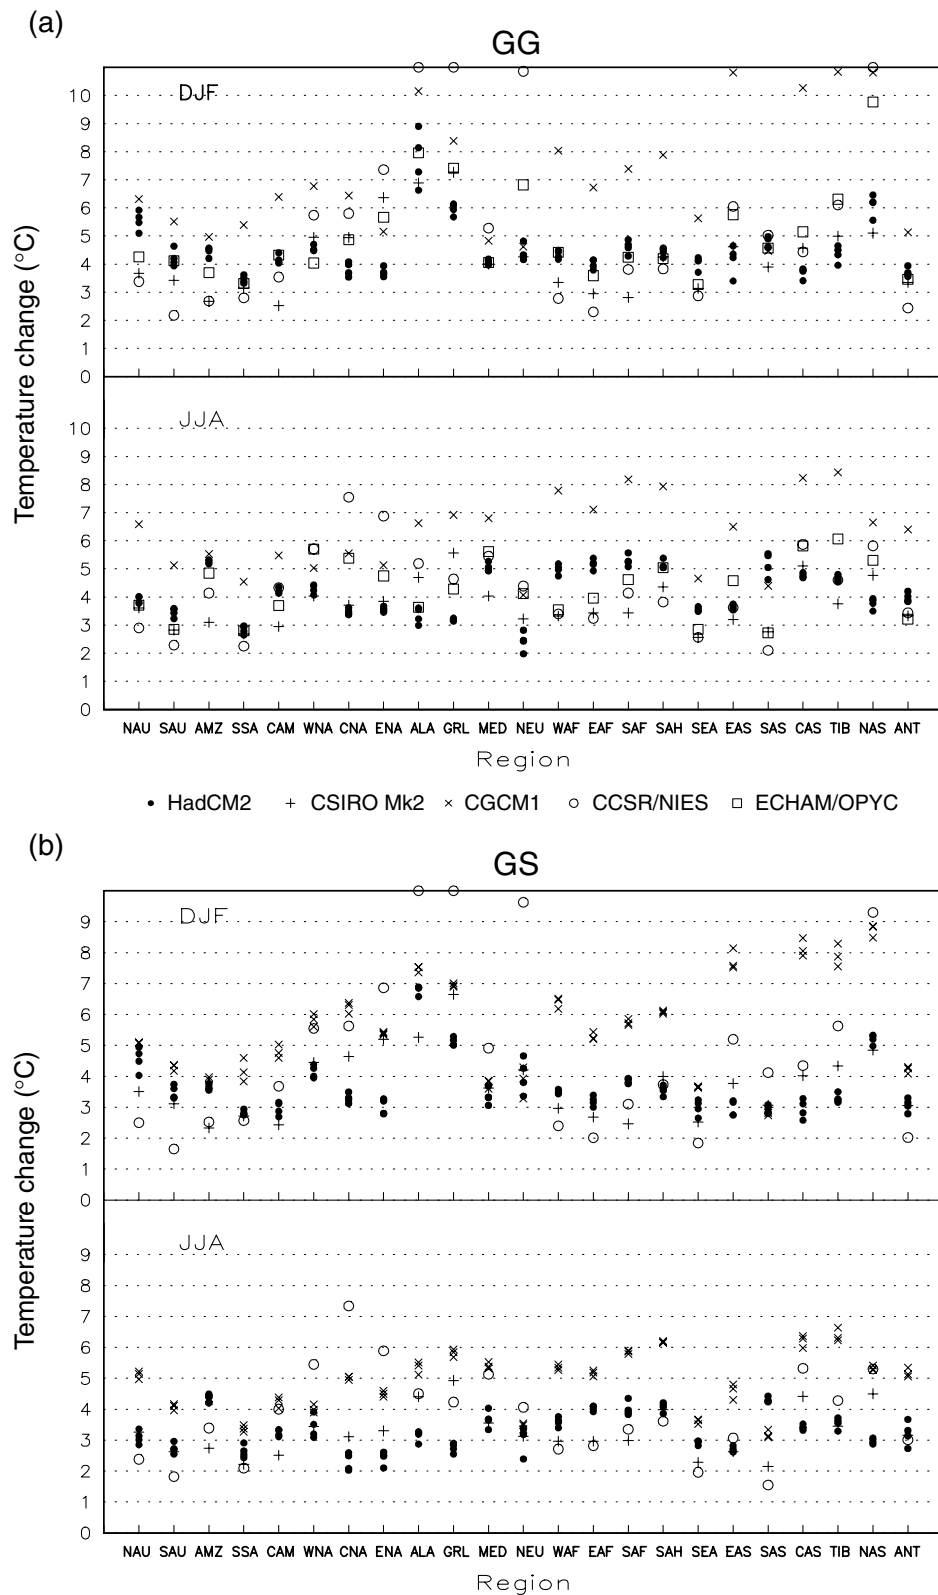 (a)
GG
DJF
10
9
8
7
6
5
4
3
2
1
0
JJA
10
9
8
7
6
5
4
3
2
1
0
Temperature change (°C)
NAU SAU AMZ SSA CAM WNA CNA ENA ALA GRL MED NEU WAF EAF SAF SAH SEA EAS SAS CAS TIB NAS ANT
Region
HadCM2 CSIRO Mk2 CGCM1 CCSR/NIES ECHAM/OPYC
(b)
GS
DJF
9
8
7
6
5
4
3
2
1
0
JJA
9
8
7
6
5
4
3
2
1
0
Temperature change (°C)
NAU SAU AMZ SSA CAM WNA CNA ENA ALA GRL MED NEU WAF EAF SAF SAH SEA EAS SAS CAS TIB NAS ANT
Region